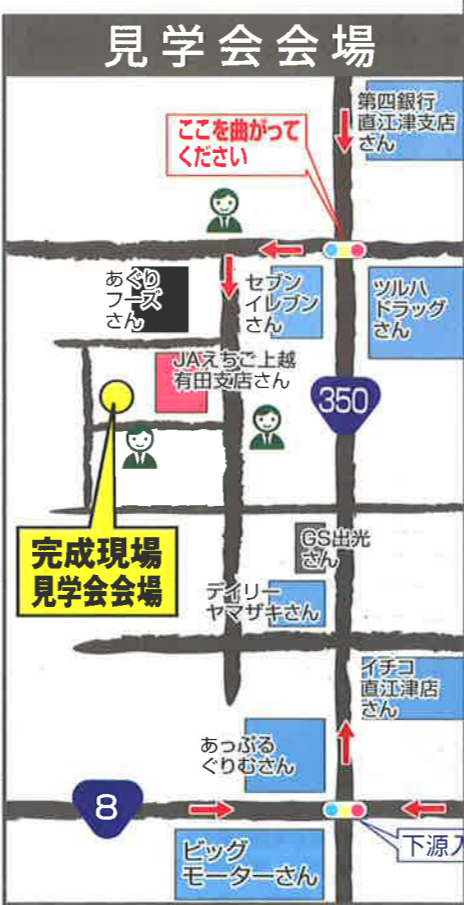 見学会会場
第四銀行
直江津支店
さん
ここを曲がって
ください
あぐり
フーズ
さん
セブン
イレブン
さん
ツルハ
ドラッグ
さん
JAえちご上越
有田支店さん
350
完成現場
見学会会場
GS出光
さん
デイリー
ヤマザキさん
イチコ
直江津店
さん
あっぷる
ぐりむさん
8
下源入
ビッグ
モーターさん